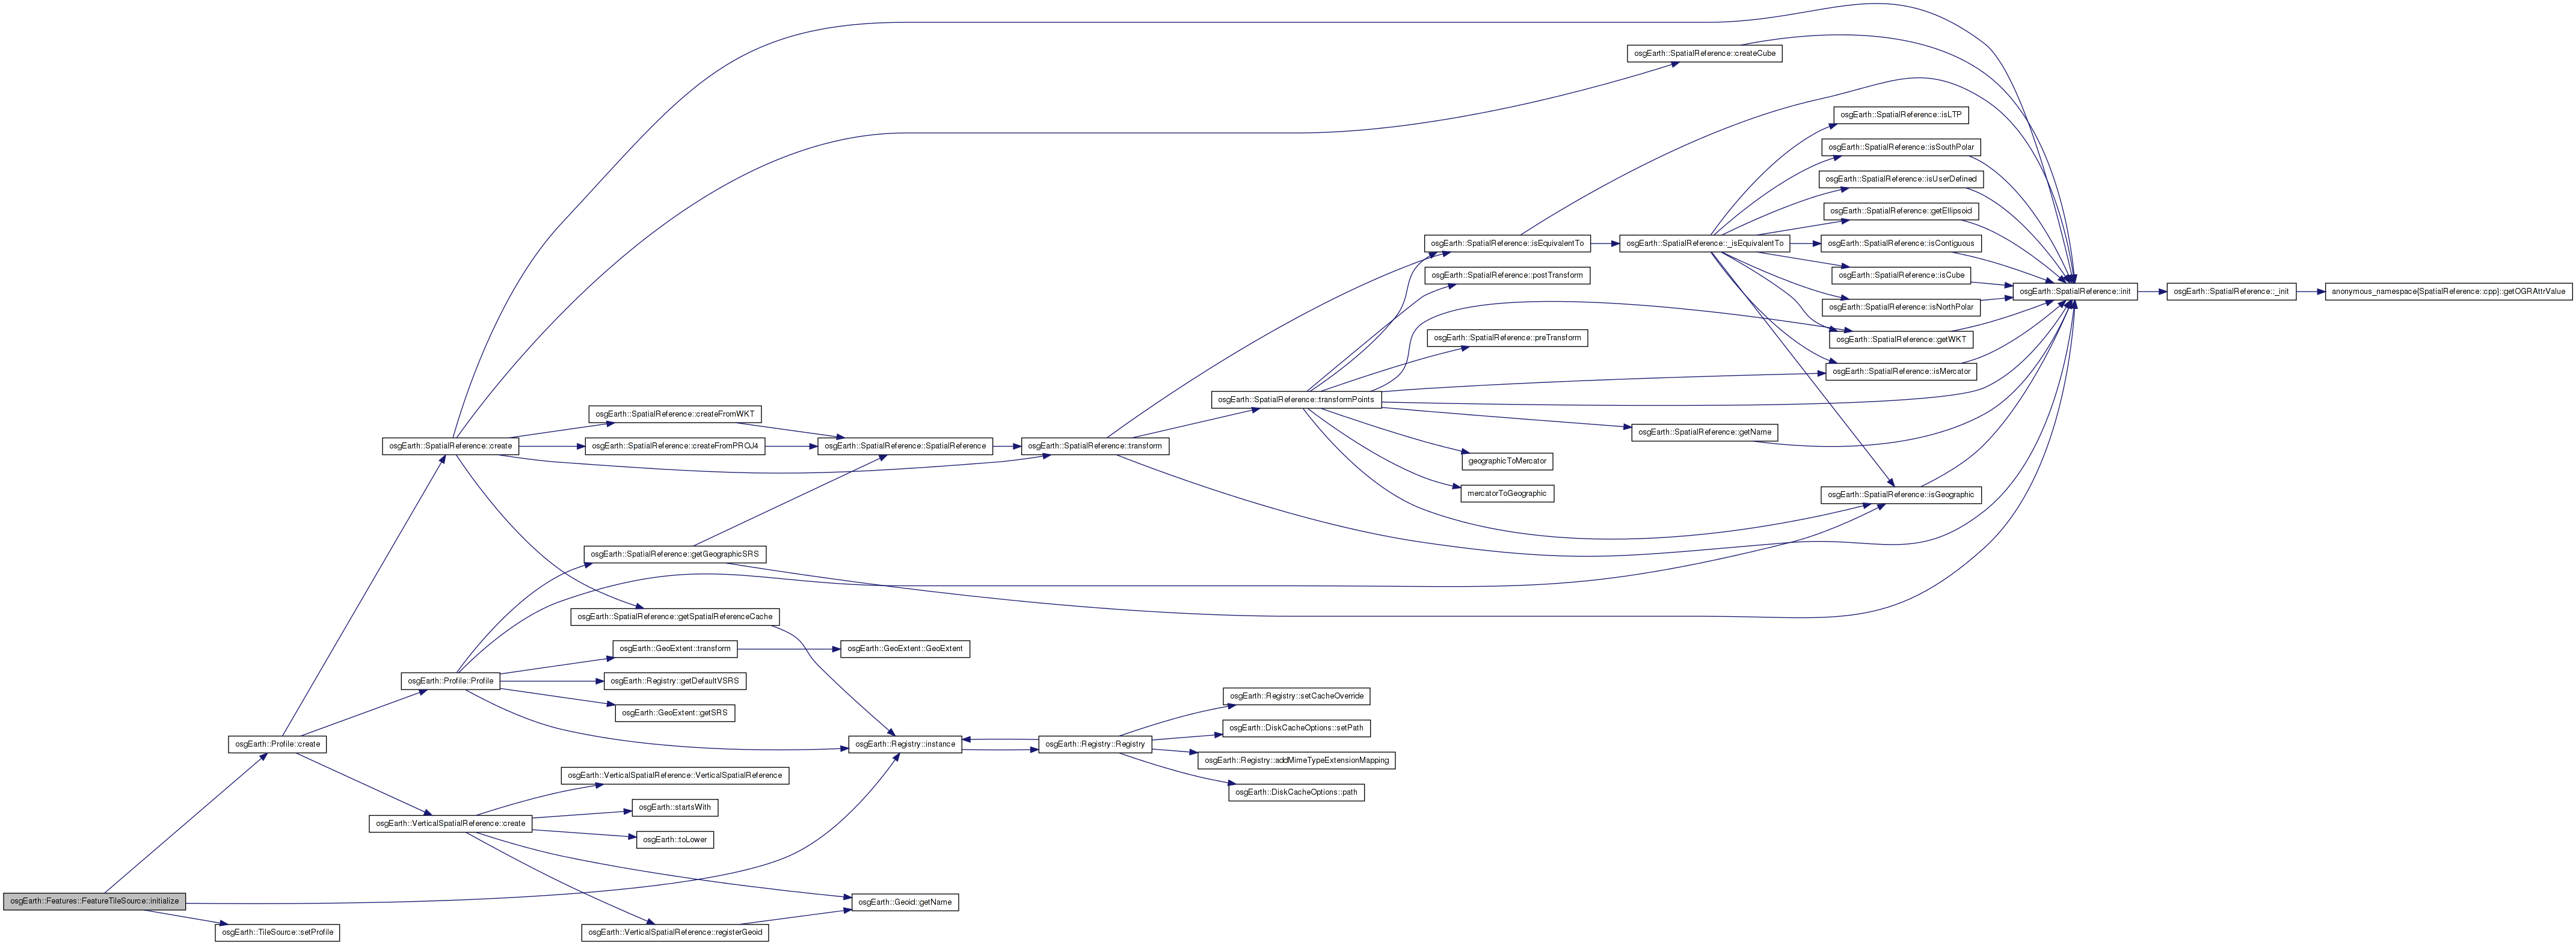 osgEarth::Features::FeatureTileSource::initialize
osgEarth::Profile::create
osgEarth::TileSource::setProfile
osgEarth::SpatialReference::create
osgEarth::Profile::Profile
osgEarth::VerticalSpatialReference::create
osgEarth::SpatialReference::createFromWKT
osgEarth::SpatialReference::createFromPROJ4
osgEarth::SpatialReference::getGeographicSRS
osgEarth::SpatialReference::getSpatialReferenceCache
osgEarth::GeoExtent::transform
osgEarth::Registry::getDefaultVSRS
osgEarth::GeoExtent::getSRS
osgEarth::VerticalSpatialReference::VerticalSpatialReference
osgEarth::startsWith
osgEarth::toLower
osgEarth::VerticalSpatialReference::registerGeoid
osgEarth::SpatialReference::SpatialReference
osgEarth::GeoExtent::GeoExtent
osgEarth::Registry::instance
osgEarth::Geoid::getName
osgEarth::SpatialReference::transform
osgEarth::Registry::Registry
osgEarth::SpatialReference::transformPoints
osgEarth::Registry::setCacheOverride
osgEarth::DiskCacheOptions::setPath
osgEarth::Registry::addMimeTypeExtensionMapping
osgEarth::DiskCacheOptions::path
osgEarth::SpatialReference::isEquivalentTo
osgEarth::SpatialReference::postTransform
osgEarth::SpatialReference::preTransform
geographicToMercator
mercatorToGeographic
osgEarth::SpatialReference::createCube
osgEarth::SpatialReference::_isEquivalentTo
osgEarth::SpatialReference::getName
osgEarth::SpatialReference::isLTP
osgEarth::SpatialReference::isSouthPolar
osgEarth::SpatialReference::isUserDefined
osgEarth::SpatialReference::getEllipsoid
osgEarth::SpatialReference::isContiguous
osgEarth::SpatialReference::isCube
osgEarth::SpatialReference::isNorthPolar
osgEarth::SpatialReference::getWKT
osgEarth::SpatialReference::isMercator
osgEarth::SpatialReference::isGeographic
osgEarth::SpatialReference::init
osgEarth::SpatialReference::_init
anonymous_namespace{SpatialReference::cpp}::getOGRAttrValue